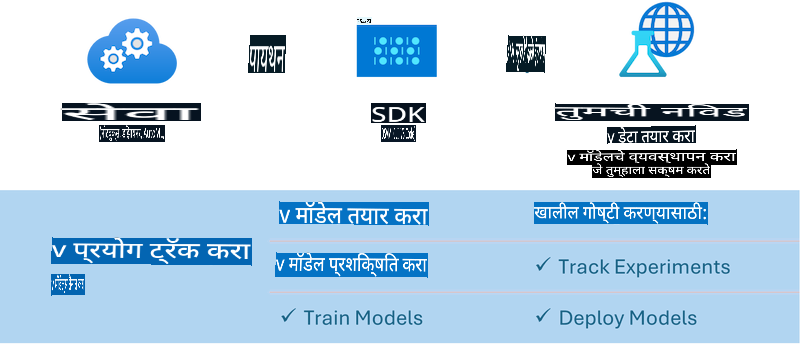 पायथन
सेवा
SDK
तुमची निवड
v डेटा तयार करा
v मॉडेलचे व्यवस्थापन करा
जे तुम्हाला सक्षम करते
v मॉडेल तयार करा
खालील गोष्टी करण्यासाठी:
v प्रयोग ट्रॅक करा
v मॉडेल प्रशिक्षित करा
✓ Track Experiments
✓ Train Models
✓ Deploy Models